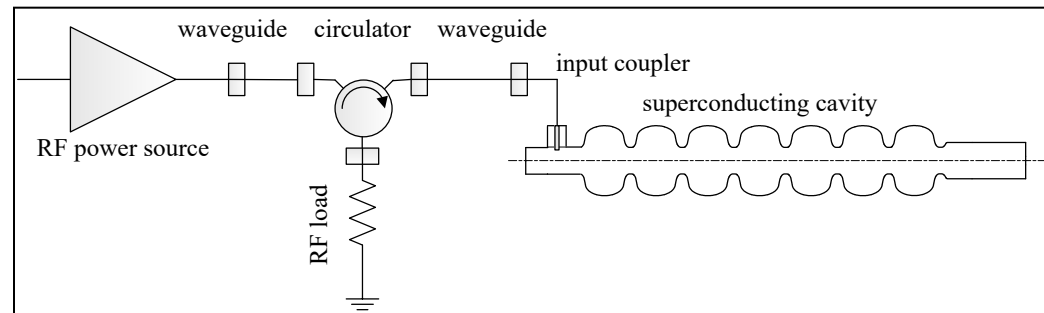 waveguide circulator waveguide
input coupler
superconducting cavity
RF power source
RF load